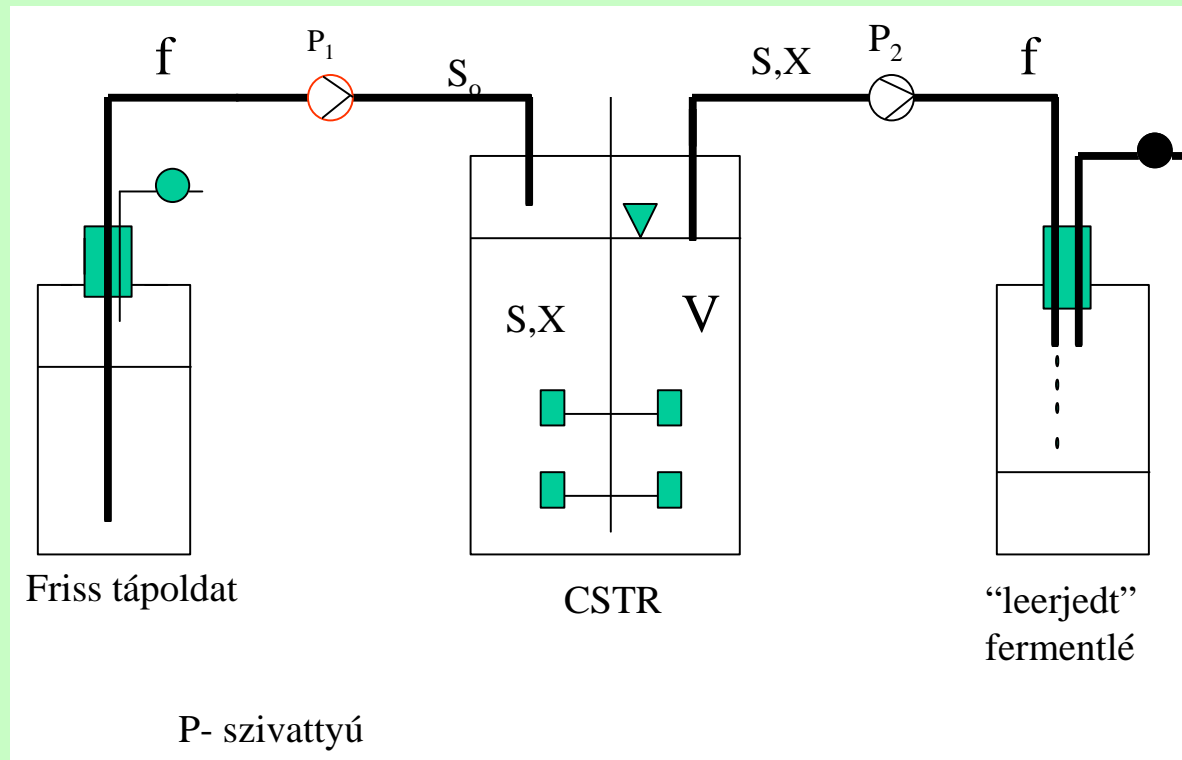 f
P₁
Sₒ
S,X
P₂
f
S,X
V
Friss tápoldat
CSTR
“leerjedt”
fermentlé
P- szivattyú